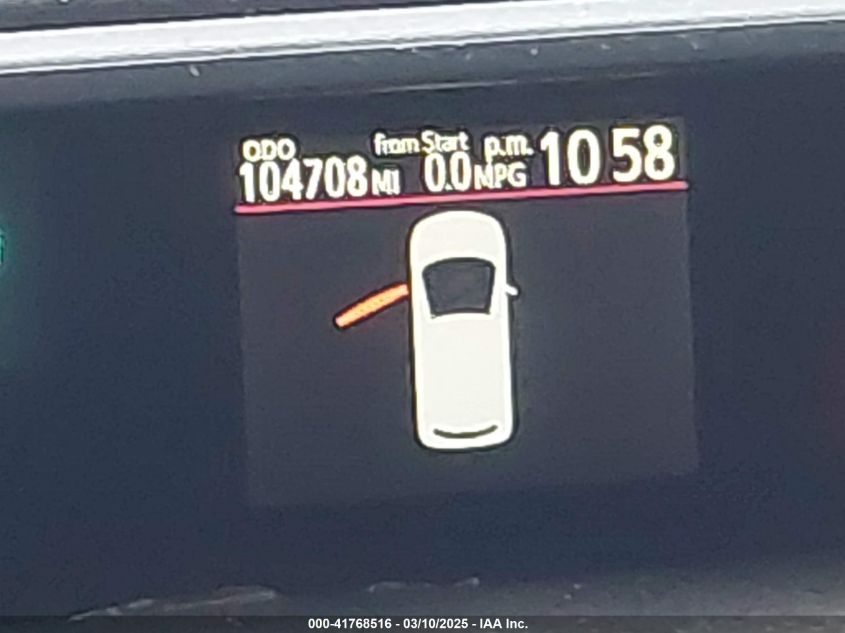 ODO from Start p.m. 10 58
104708 MI 0.0 MPG
000-41768516 - 03/10/2025 - IAA Inc.